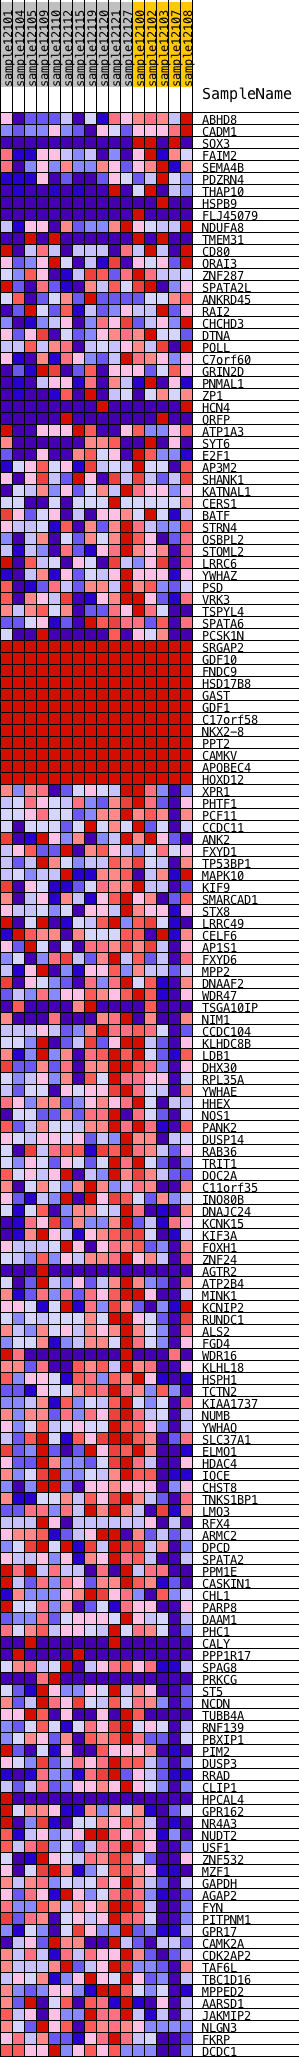 sample12101
sample12104
sample12105
sample12109
sample12110
sample12112
sample12115
sample12119
sample12120
sample12121
sample12122
sample12100
sample12102
sample12103
sample12107
sample12108
SampleName
ABHD8
CADM1
SOX3
FAIM2
SEMA4B
PDZRN4
THAP10
HSPB9
FLJ45079
NDUFA8
TMEM31
CD80
ORAI3
ZNF287
SPATA2L
ANKRD45
RAI2
CHCHD3
DTNA
POLL
C7orf60
GRIN2D
PNMAL1
ZP1
HCN4
QRFP
ATP1A3
SYT6
E2F1
AP3M2
SHANK1
KATNAL1
CERS1
BATF
STRN4
OSBPL2
STOML2
LRRC6
YWHAZ
PSD
VRK3
TSPYL4
SPATA6
PCSK1N
SRGAP2
GDF10
FNDC9
HSD17B8
GAST
GDF1
C17orf58
NKX2-8
PPT2
CAMKV
APOBEC4
HOXD12
XPR1
PHTF1
PCF11
CCDC11
ANK2
FXYD1
TP53BP1
MAPK10
KIF9
SMARCAD1
STX8
LRRC49
CELF6
AP1S1
FXYD6
MPP2
DNAAF2
WDR47
TSGA10IP
NIM1
CCDC104
KLHDC8B
LDB1
DHX30
RPL35A
YWHAE
HHEX
NOS1
PANK2
DUSP14
RAB36
TRIT1
DOC2A
C11orf35
INO80B
DNAJC24
KCNK15
KIF3A
FOXH1
ZNF24
AGTR2
ATP2B4
MINK1
KCNIP2
RUNDC1
ALS2
FGD4
WDR16
KLHL18
HSPH1
TCTN2
KIAA1737
NUMB
YWHAQ
SLC37A1
ELMO1
HDAC4
IQCE
CHST8
TNKS1BP1
LMO3
RFX4
ARMC2
DPCD
SPATA2
PPM1E
CASKIN1
CHL1
PARP8
DAAM1
PHC1
CALY
PPP1R17
SPAG8
PRKCG
ST5
NCDN
TUBB4A
RNF139
PBXIP1
PIM2
DUSP3
RRAD
CLIP1
HPCAL4
GPR162
NR4A3
NUDT2
USF1
ZNF532
MZF1
GAPDH
AGAP2
FYN
PITPNM1
GPR17
CAMK2A
CDK2AP2
TAF6L
TBC1D16
MPPED2
AARSD1
JAKMIP2
NLGN3
FKRP
DCDC1